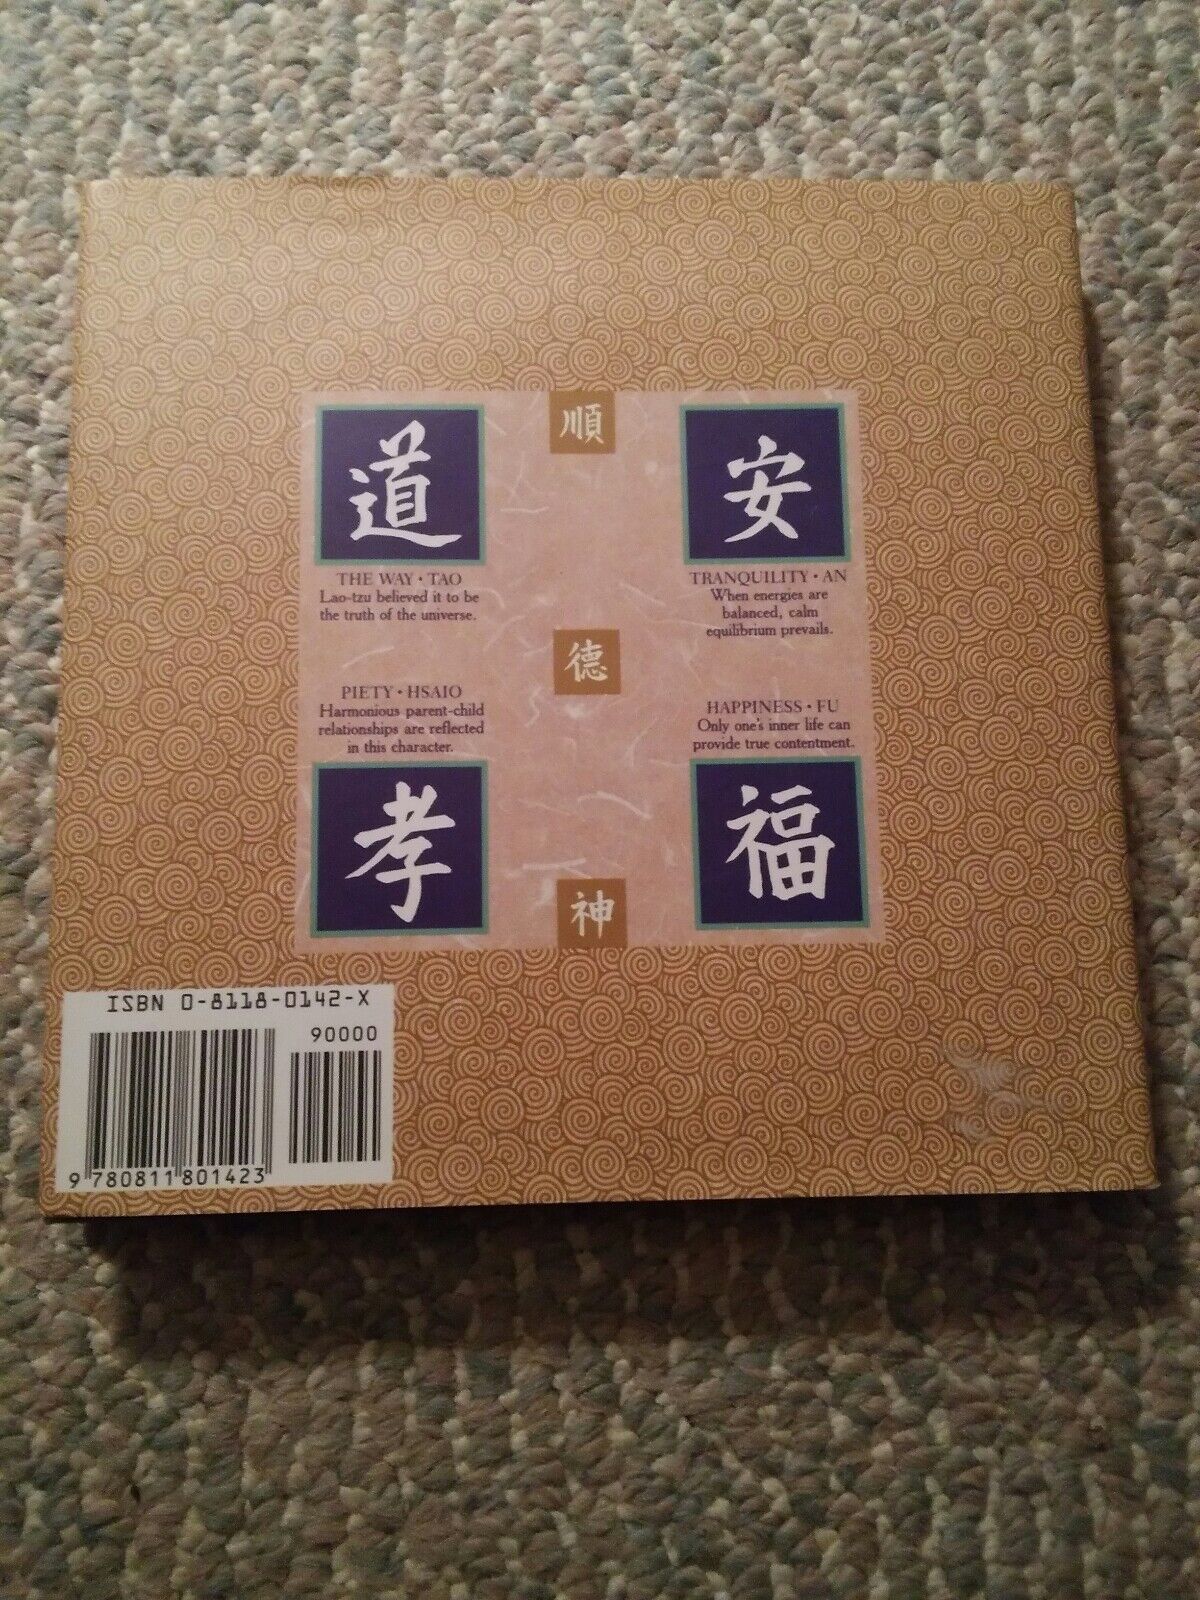 道
順
安
THE WAY • TAO
Lao-tzu believed it to be
the truth of the universe.
TRANQUILITY • AN
When energies are
balanced, calm
equilibrium prevails.
德
PIETY • HSAIO
Harmonious parent-child
relationships are reflected
in this character.
HAPPINESS • FU
Only one's inner life can
provide true contentment.
孝
福
神
ISBN 0-8118-0142-X
90000
9 780811 801423